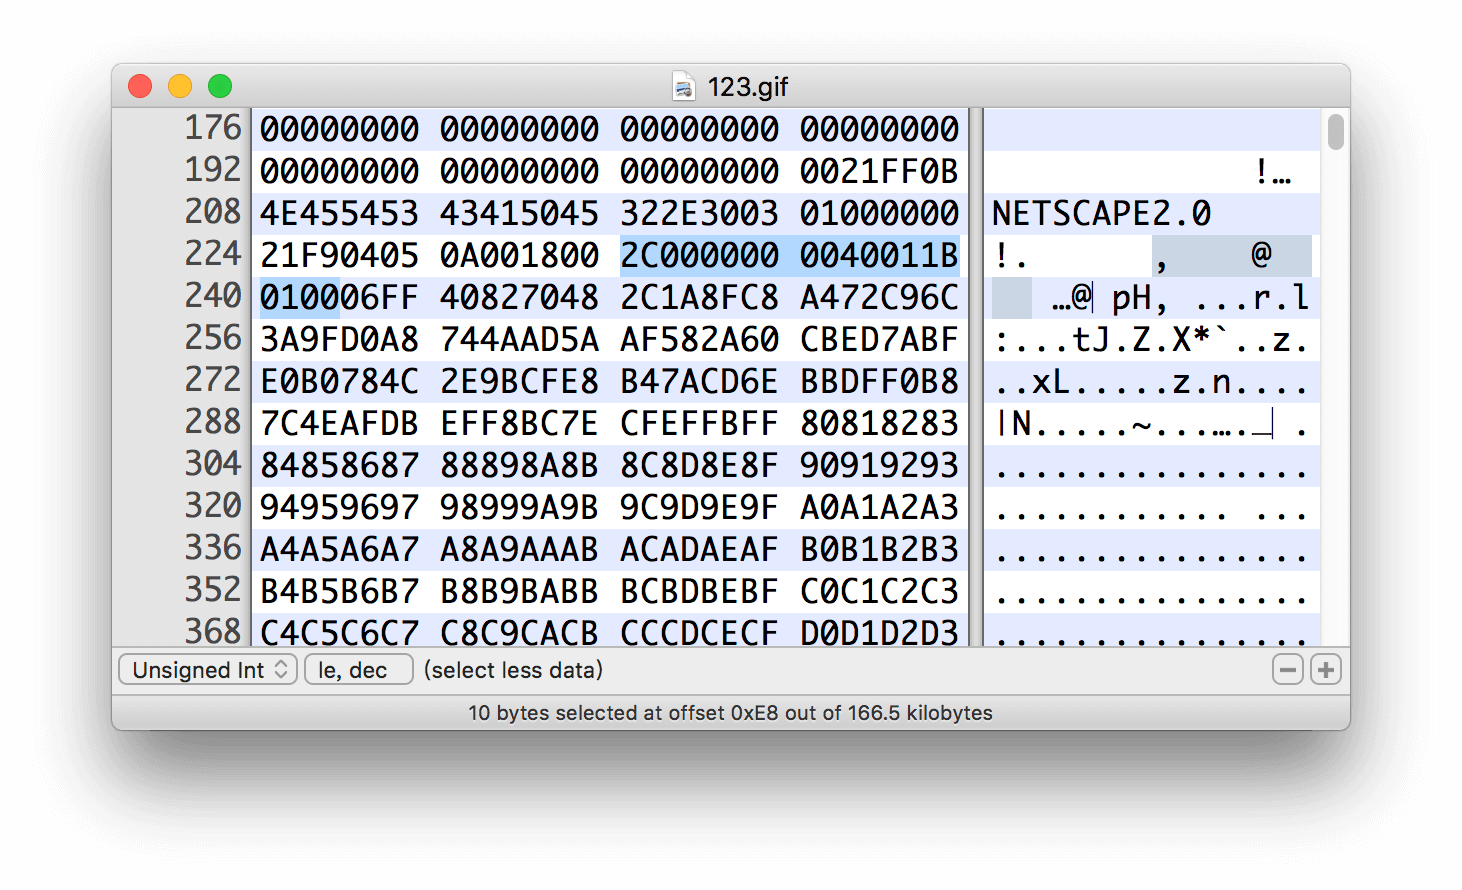 123.gif
176 00000000 00000000 00000000 00000000
192 00000000 00000000 00000000 0021FF0B !…
208 4E455453 43415045 322E3003 01000000 NETSCAPE2.0
224 21F90405 0A001800 2C000000 0040011B !. , @
240 010006FF 40827048 2C1A8FC8 A472C96C …@ pH, ...r.l
256 3A9FD0A8 744AAD5A AF582A60 CBED7ABF :...tJ.Z.X*`..z.
272 E0B0784C 2E9BCFE8 B47ACD6E BBDFF0B8 ..xL.....z.n....
288 7C4EAFDB EFF8BC7E CFEFFBFF 80818283 |N.....~...…._ .
304 84858687 88898A8B 8C8D8E8F 90919293 ................
320 94959697 98999A9B 9C9D9E9F A0A1A2A3 ............ ...
336 A4A5A6A7 A8A9AAAB ACADAEAF B0B1B2B3 ................
352 B4B5B6B7 B8B9BABB BCBDBEBF C0C1C2C3 ................
368 C4C5C6C7 C8C9CACB CCCDCECF D0D1D2D3 ................
Unsigned Int le, dec (select less data)
10 bytes selected at offset 0xE8 out of 166.5 kilobytes